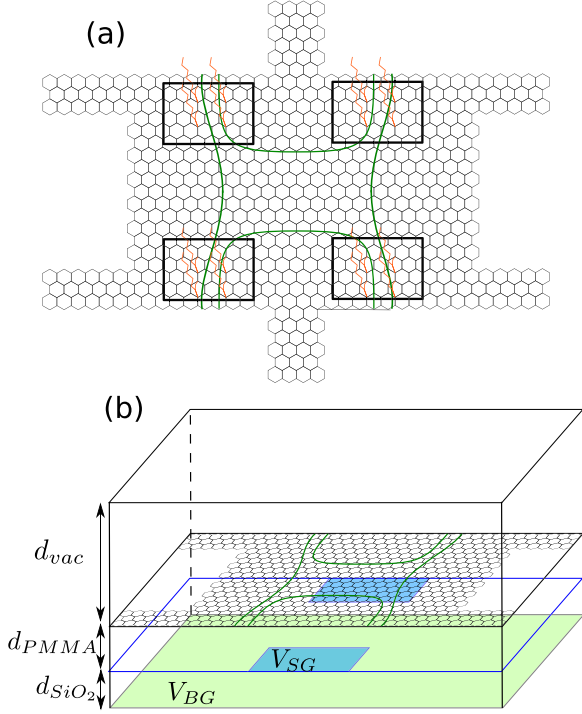 (a)
(b)
d_{vac}
d_{PMMA}
V_{SG}
d_{SiO_2}
V_{BG}